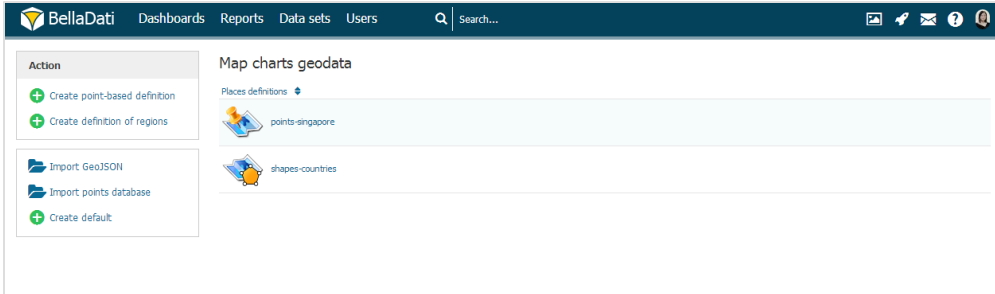 BellaDati Dashboards Reports Data sets Users Search...
Action
Create point-based definition
Create definition of regions
Import GeoJSON
Import points database
Create default
Map charts geodata
Places definitions
points-singapore
shapes-countries